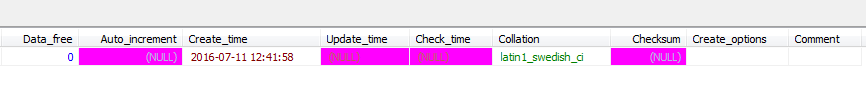 Data_free Auto_increment Create_time Update_time Check_time Collation Checksum Create_options Comment
0 (NULL) 2016-07-11 12:41:58 (NULL) (NULL) latin1_swedish_ci (NULL)